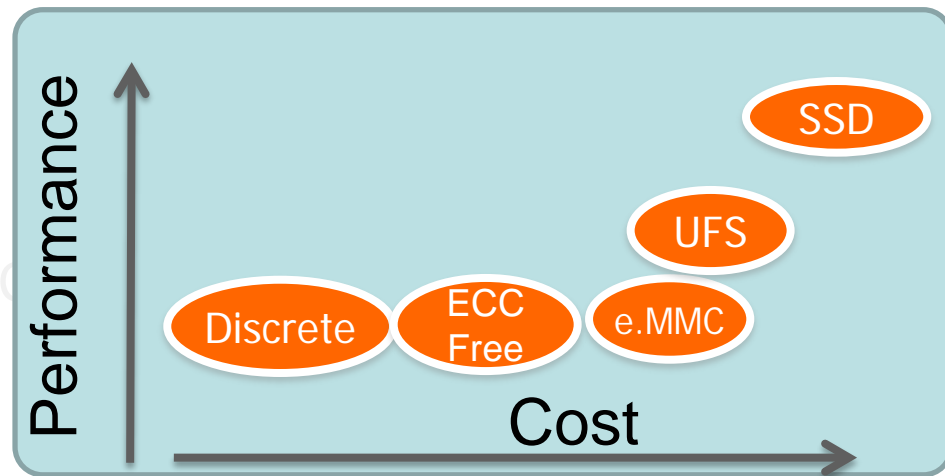 Performance
SSD
UFS
Discrete
ECC
Free
e.MMC
Cost